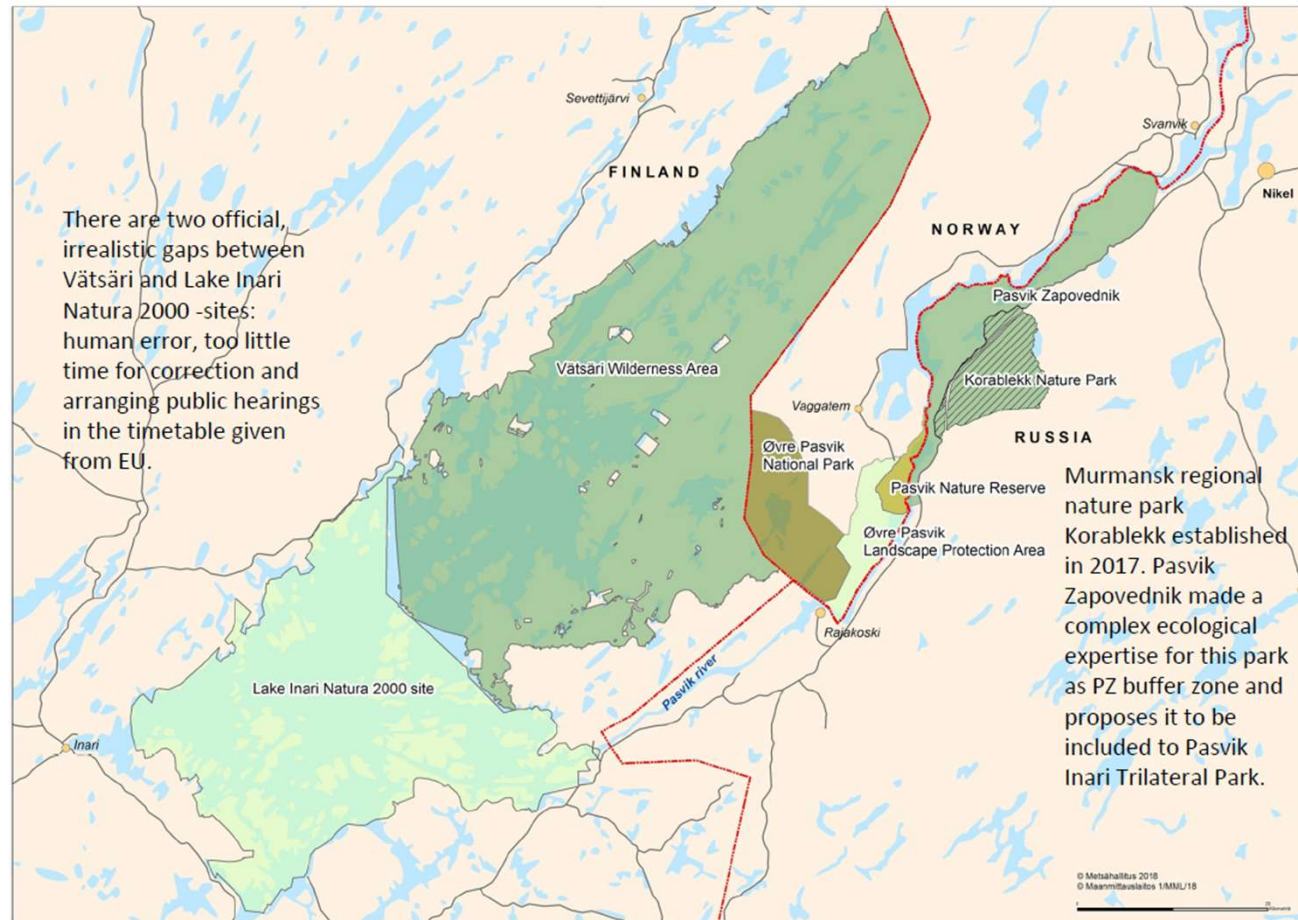 Sevettijärvi
Svanvik
FINLAND
Nikel
There are two official,
irrealistic gaps between
Vätsäri and Lake Inari
Natura 2000 -sites:
human error, too little
time for correction and
arranging public hearings
in the timetable given
from EU.
NORWAY
Pasvik Zapovednik
Vätsäri Wilderness Area
Korablekk Nature Park
Vaggatem
RUSSIA
Øvre Pasvik
National Park
Pasvik Nature Reserve
Øvre Pasvik
Landscape Protection Area
Murmansk regional
nature park
Korablekk established
in 2017. Pasvik
Zapovednik made a
complex ecological
expertise for this park
as PZ buffer zone and
proposes it to be
included to Pasvik
Inari Trilateral Park.
Rajakoski
Pasvik river
Lake Inari Natura 2000 site
Inari
© Metsähallitus 2018
© Maanmittauslaitos 1/MML/18